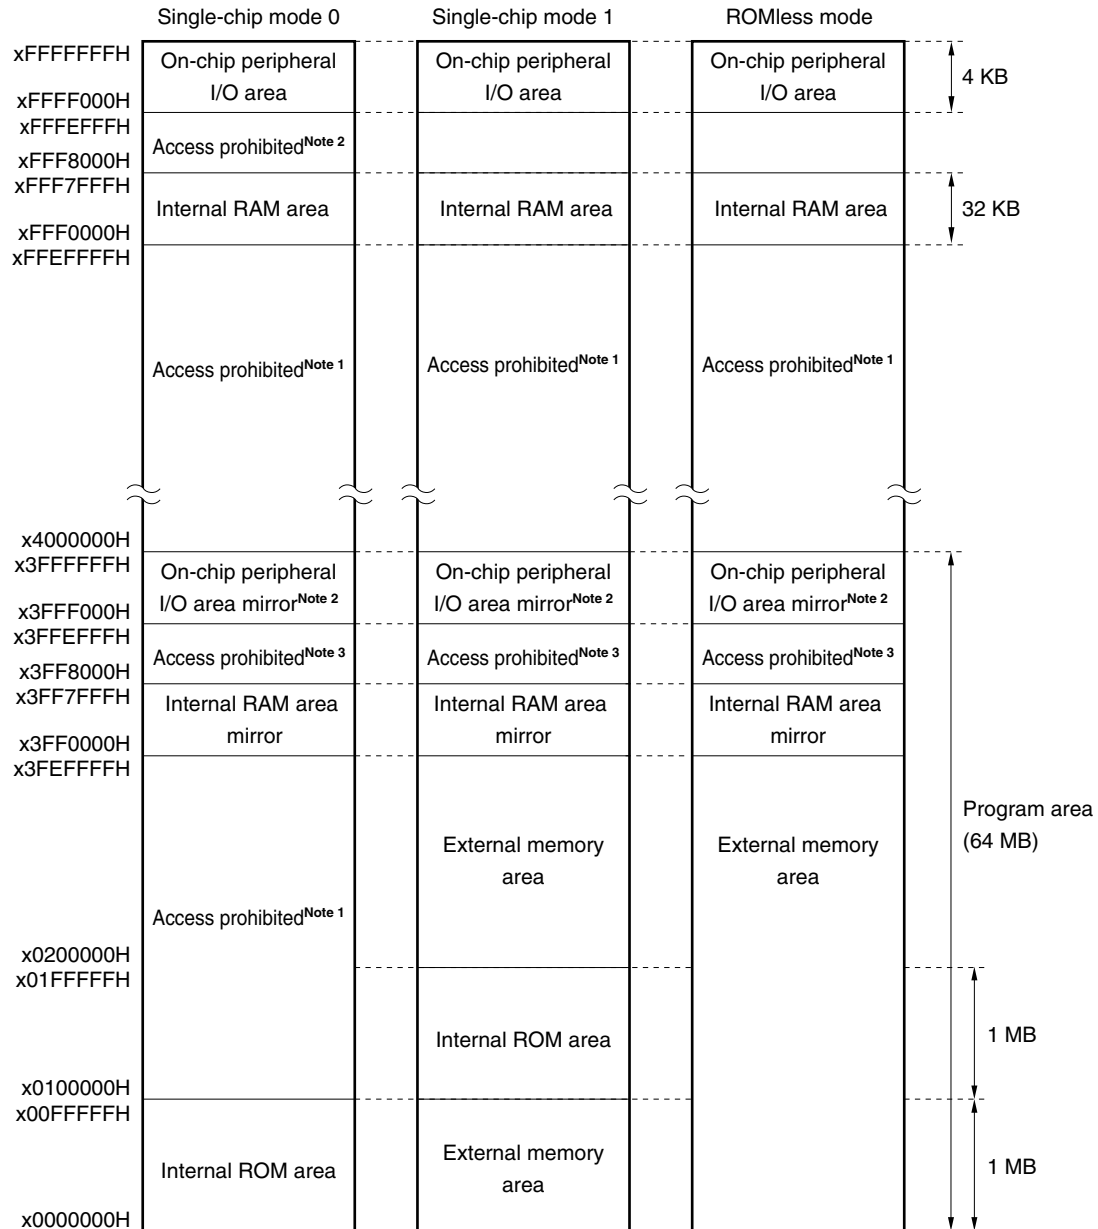 Single-chip mode 0
Single-chip mode 1
ROMless mode
xFFFFFFFH
On-chip peripheral
I/O area
On-chip peripheral
I/O area
On-chip peripheral
I/O area
4 KB
xFFFF000H
xFFFEFFFH
Access prohibitedNote 2
xFFF8000H
xFFF7FFFH
Internal RAM area
Internal RAM area
Internal RAM area
32 KB
xFFF0000H
xFFEFFFFH
Access prohibitedNote 1
Access prohibitedNote 1
Access prohibitedNote 1
x4000000H
x3FFFFFFH
On-chip peripheral
I/O area mirrorNote 2
On-chip peripheral
I/O area mirrorNote 2
On-chip peripheral
I/O area mirrorNote 2
x3FFF000H
x3FFEFFFH
Access prohibitedNote 3
Access prohibitedNote 3
Access prohibitedNote 3
x3FF8000H
x3FF7FFFH
Internal RAM area
mirror
Internal RAM area
mirror
Internal RAM area
mirror
x3FF0000H
x3FEFFFFH
External memory
area
External memory
area
Program area
(64 MB)
Access prohibitedNote 1
x0200000H
x01FFFFFH
Internal ROM area
1 MB
x0100000H
x00FFFFFH
Internal ROM area
External memory
area
1 MB
x0000000H